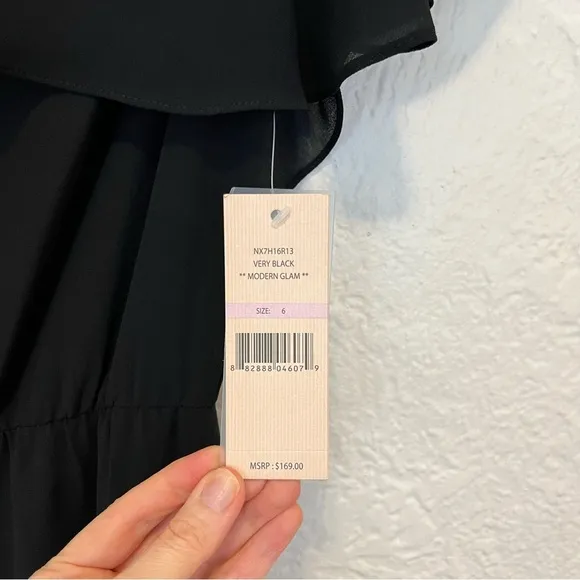 NX7H16R13
VERY BLACK
** MODERN GLAM **
SIZE: 6
8 82888 04607 9
MSRP : $169.00